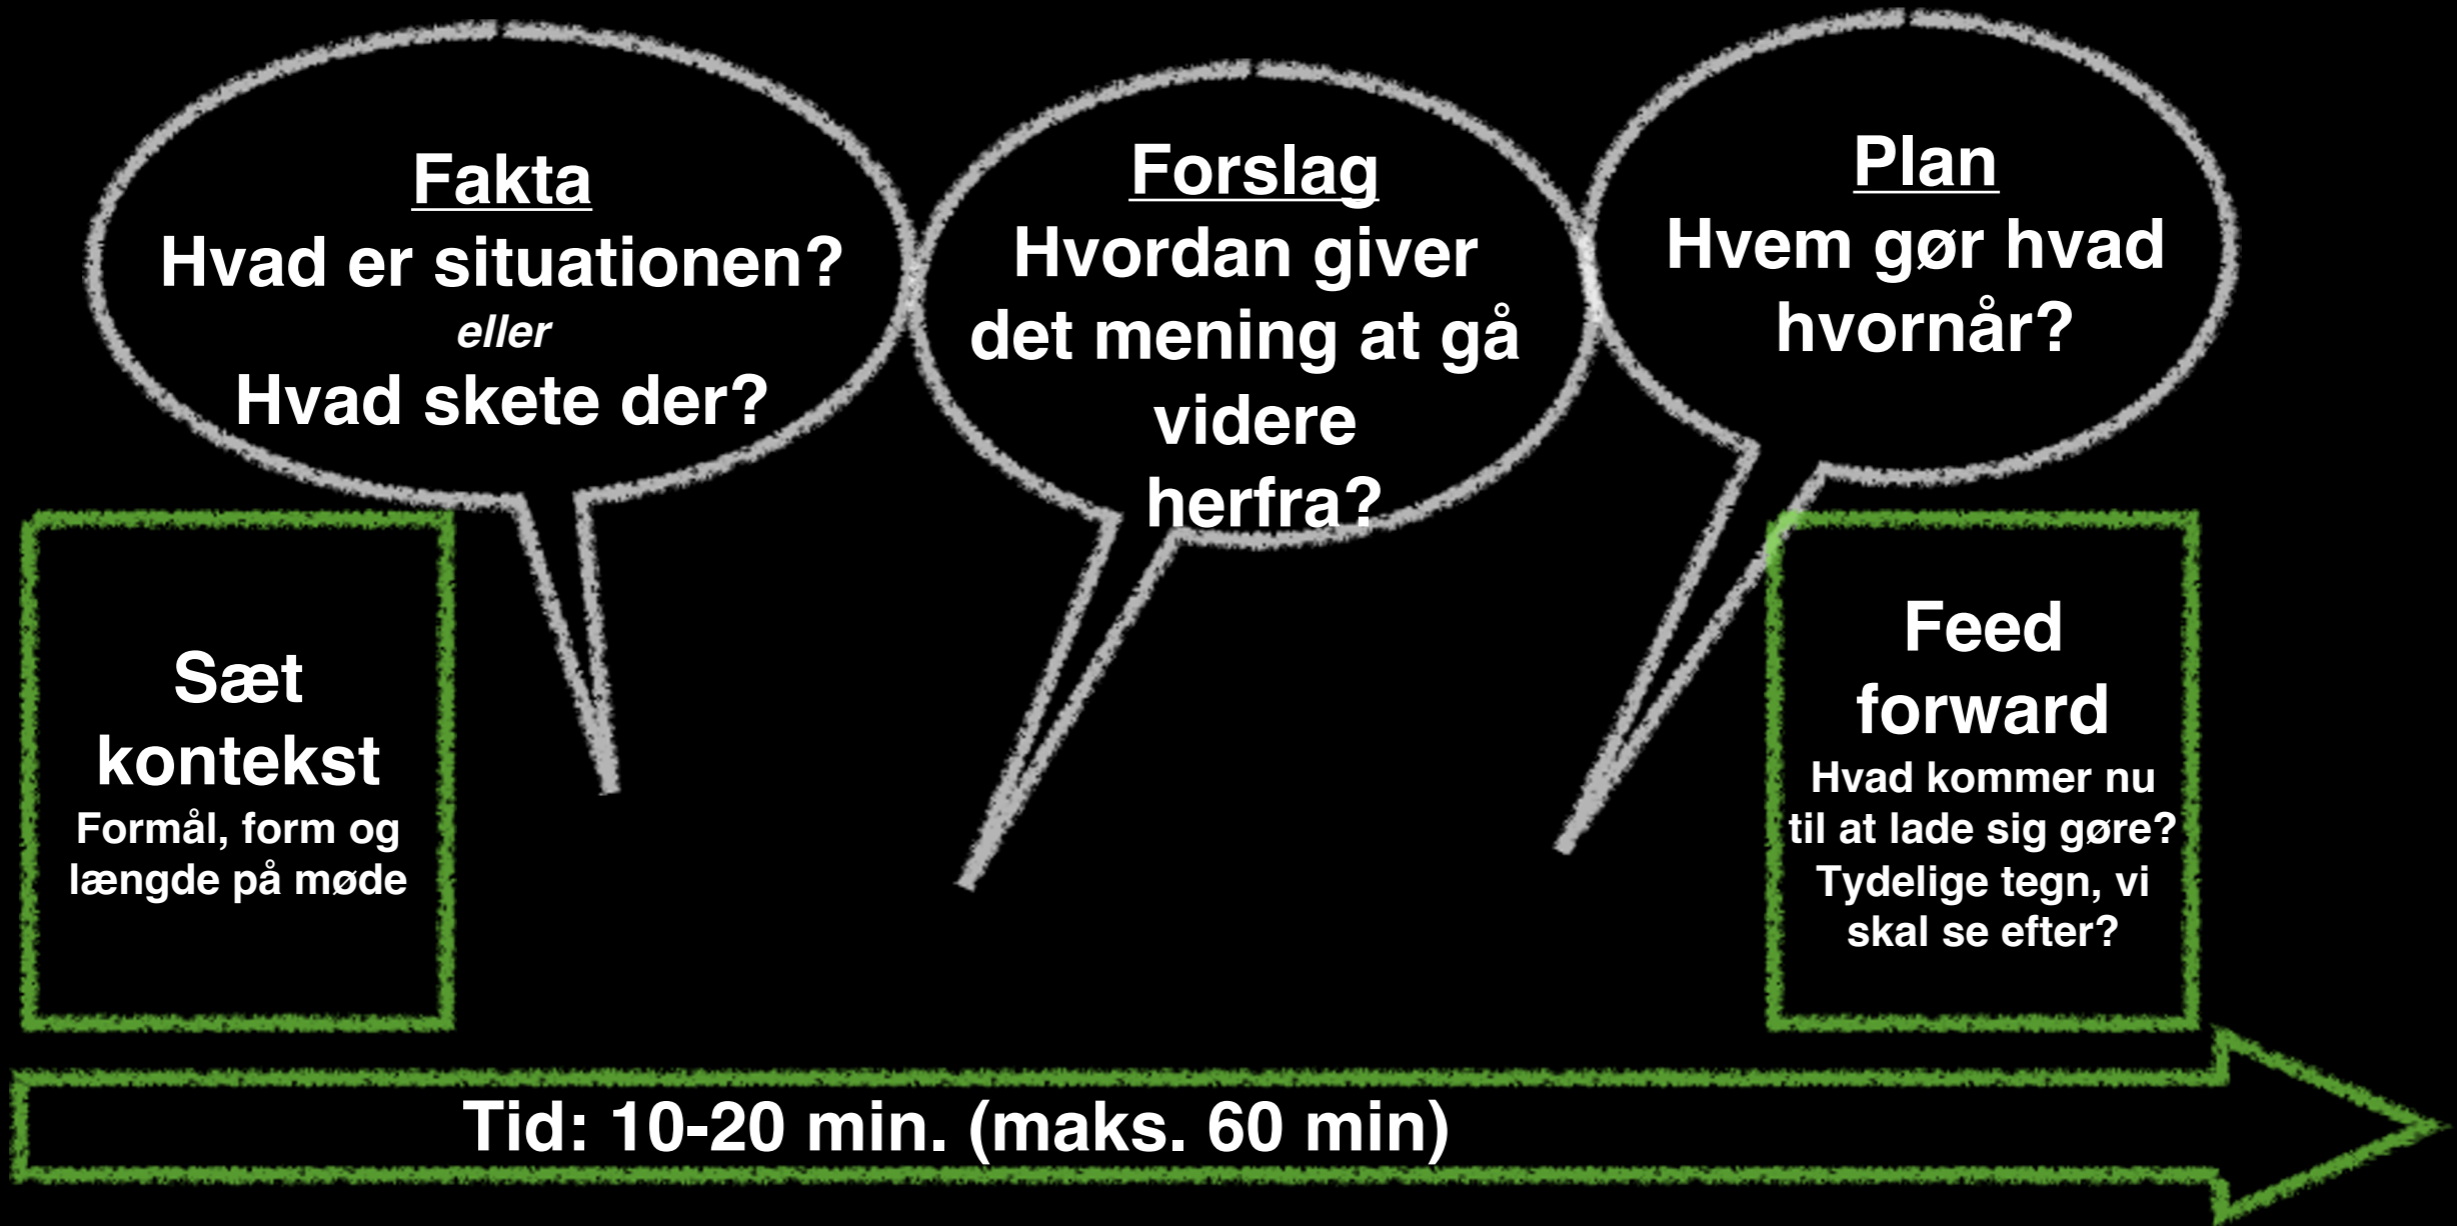 Fakta
Hvad er situationen?
eller
Hvad skete der?
Forslag
Hvordan giver
det mening at gå
videre
herfra?
Plan
Hvem gør hvad
hvornår?
Sæt
kontekst
Formål, form og
længde på møde
Feed
forward
Hvad kommer nu
til at lade sig gøre?
Tydelige tegn, vi
skal se efter?
Tid: 10-20 min. (maks. 60 min)